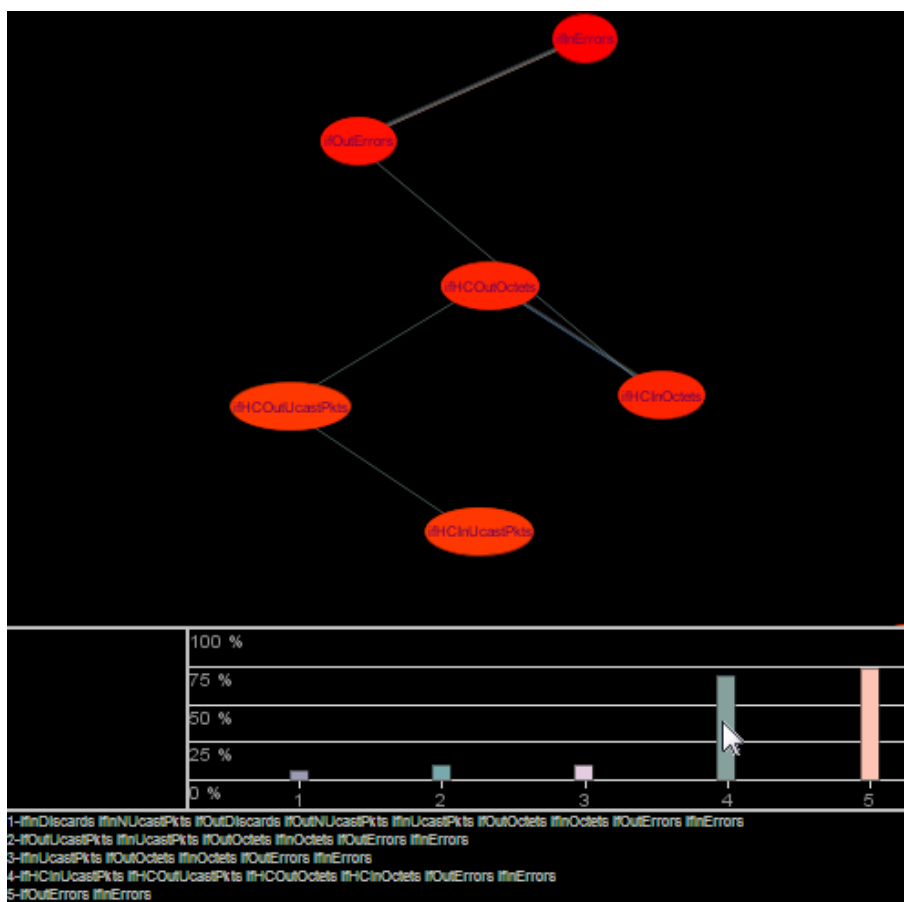 ifInErrors
ifOutErrors
ifHCOutOctets
ifHCInOctets
ifHCOutUcastPkts
ifHCInUcastPkts
100 %
75 %
50 %
25 %
0 %
1 2 3 4 5
1-IfInDIscards IfInNUcastPkts IfOutDIscards IfOutNUcastPkts IfInUcastPkts IfOutOctets IfInOctets IfOutErrors IfInErrors
2-IfOutUcastPkts IfInUcastPkts IfOutOctets IfInOctets IfOutErrors IfInErrors
3-IfInUcastPkts IfOutOctets IfInOctets IfOutErrors IfInErrors
4-IfHCInUcastPkts IfHCOutUcastPkts IfHCOutOctets IfHCInOctets IfOutErrors IfInErrors
5-IfOutErrors IfInErrors